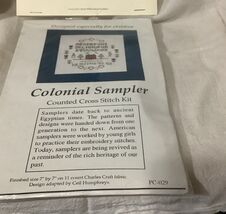 Designed especially for children
Colonial Sampler
Counted Cross Stitch Kit
Samplers date back to ancient
Egyptian times. The patterns and
designs were handed down from one
generation to the next. American
samplers were worked by young girls
to practice their embroidery stitches.
Today, samplers are being revived as
a reminder of the rich heritage of our
past.
Finished size 7" by 7" on 11 count Charles Craft fabric
Design adapted by Ceil Humphreys. PC-0129